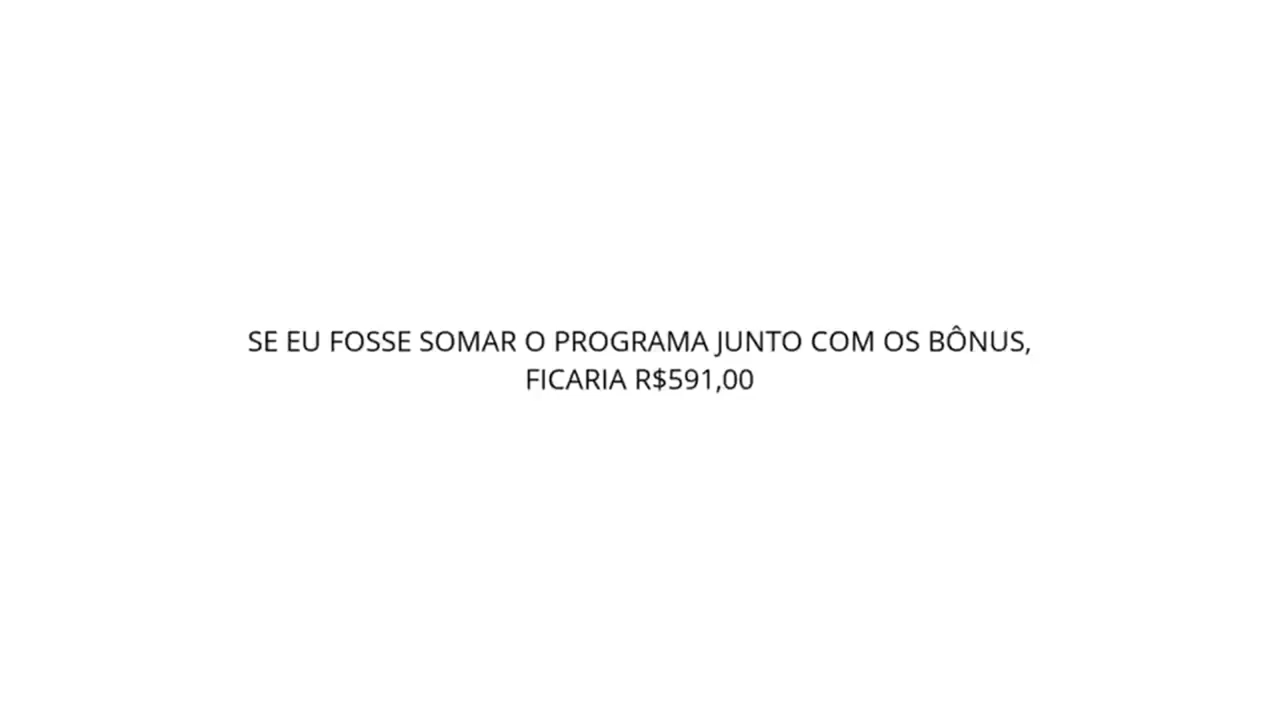 SE EU FOSSE SOMAR O PROGRAMA JUNTO COM OS BÔNUS,
FICARIA R$591,00